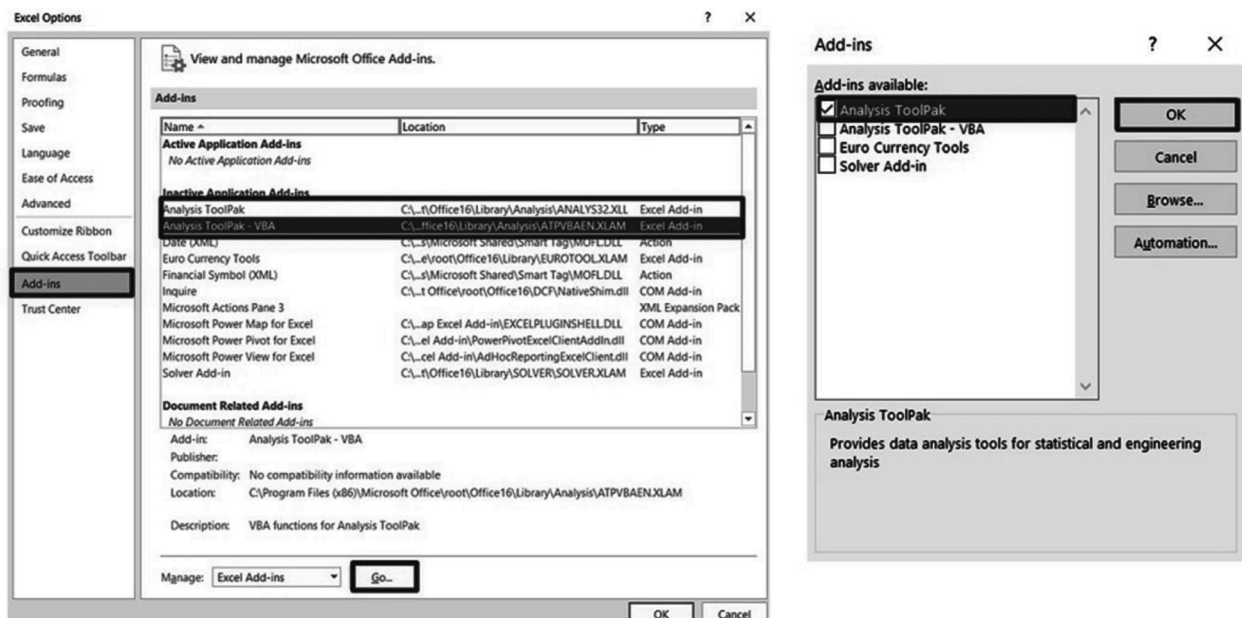 Excel Options
? ×
General
Formulas
Proofing
Save
Language
Ease of Access
Advanced
Customize Ribbon
Quick Access Toolbar
Add-ins
Trust Center
View and manage Microsoft Office Add-ins.
Add-ins
Name Location Type
Active Application Add-ins
No Active Application Add-ins
Inactive Application Add-ins
Analysis ToolPak C:\...t\Office16\Library\Analysis\ANALYS32.XLL Excel Add-in
Analysis ToolPak - VBA C:\...ffice16\Library\Analysis\ATPVBAEN.XLAM Excel Add-in
Date (XML) C:\...s\Microsoft Shared\Smart Tag\MOFL.DLL Action
Euro Currency Tools C:\...e\root\Office16\Library\EUROTOOL.XLAM Excel Add-in
Financial Symbol (XML) C:\...s\Microsoft Shared\Smart Tag\MOFL.DLL Action
Inquire C:\...t Office\root\Office16\DCF\NativeShim.dll COM Add-in
Microsoft Actions Pane 3 XML Expansion Pack
Microsoft Power Map for Excel C:\...ap Excel Add-in\EXCELPLUGINSHELL.DLL COM Add-in
Microsoft Power Pivot for Excel C:\...el Add-in\PowerPivotExcelClientAddIn.dll COM Add-in
Microsoft Power View for Excel C:\...cel Add-in\AdHocReportingExcelClient.dll COM Add-in
Solver Add-in C:\...t\Office16\Library\SOLVER\SOLVER.XLAM Excel Add-in
Document Related Add-ins
No Document Related Add-ins
Add-in: Analysis ToolPak - VBA
Publisher:
Compatibility: No compatibility information available
Location: C:\Program Files (x86)\Microsoft Office\root\Office16\Library\Analysis\ATPVBAEN.XLAM
Description: VBA functions for Analysis ToolPak
Manage: Excel Add-ins Go...
OK Cancel
Add-ins ? ×
Add-ins available:
Analysis ToolPak
Analysis ToolPak - VBA
Euro Currency Tools
Solver Add-in
OK
Cancel
Browse...
Automation...
Analysis ToolPak
Provides data analysis tools for statistical and engineering
analysis